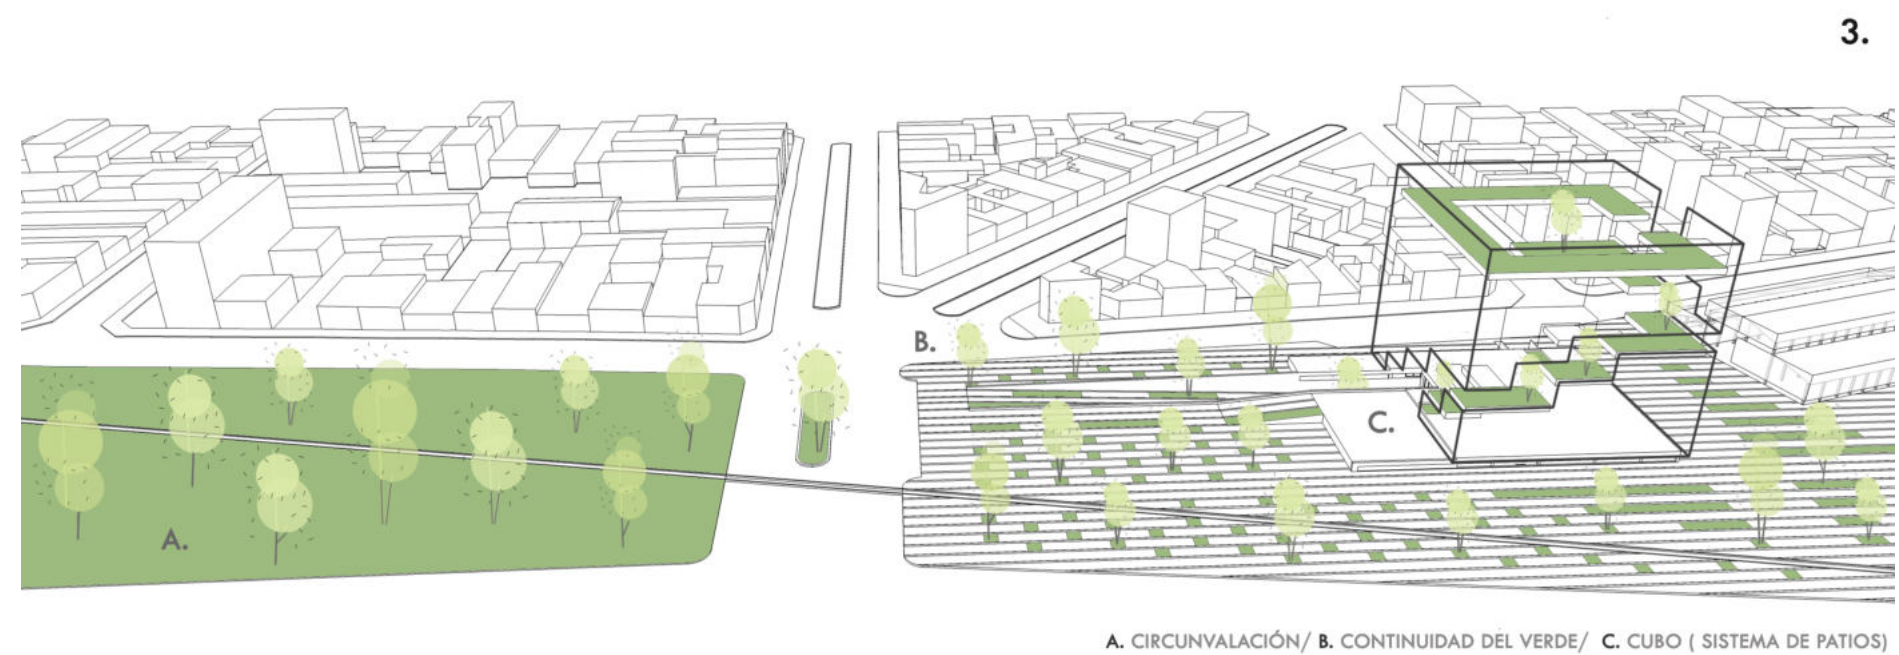 3.
B.
C.
A.
A. CIRCUNVALACIÓN/ B. CONTINUIDAD DEL VERDE/ C. CUBO ( SISTEMA DE PATIOS)